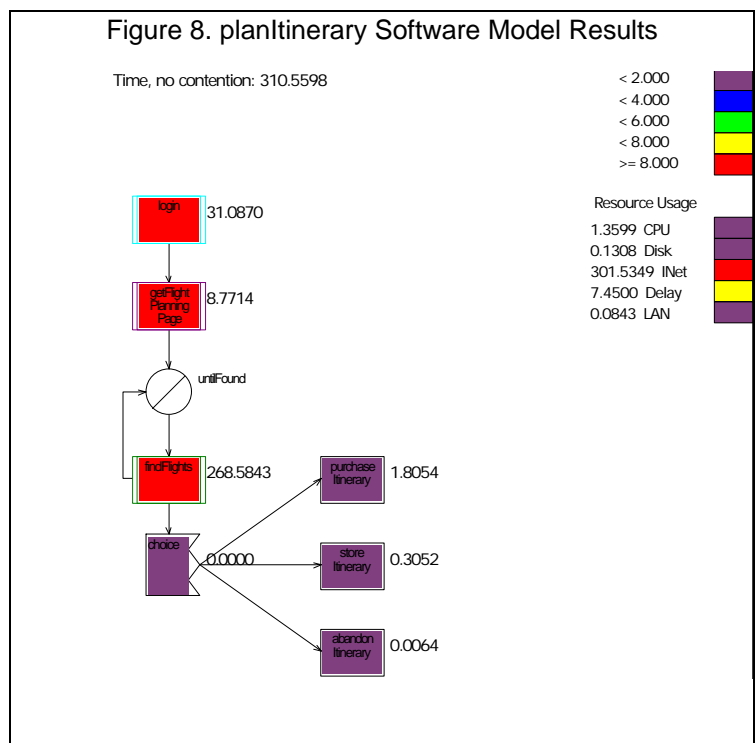 Figure 8. planItinerary Software Model Results
Time, no contention: 310.5598
< 2.000
< 4.000
< 6.000
< 8.000
>= 8.000
Resource Usage
1.3599 CPU
0.1308 Disk
301.5349 INet
7.4500 Delay
0.0843 LAN
login
31.0870
getFlight
Planning
Page
8.7714
untilFound
findFlights
268.5843
choice
0.0000
purchase
Itinerary
1.8054
store
Itinerary
0.3052
abandon
Itinerary
0.0064